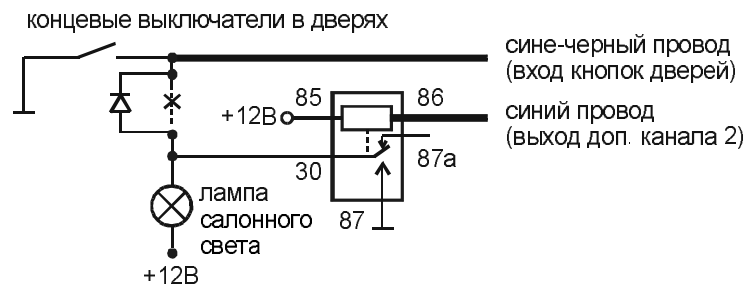 концевые выключатели в дверях
сине-черный провод
(вход кнопок дверей)
+12В
85
86
синий провод
(выход доп. канала 2)
30
87а
87
лампа
салонного
света
+12В